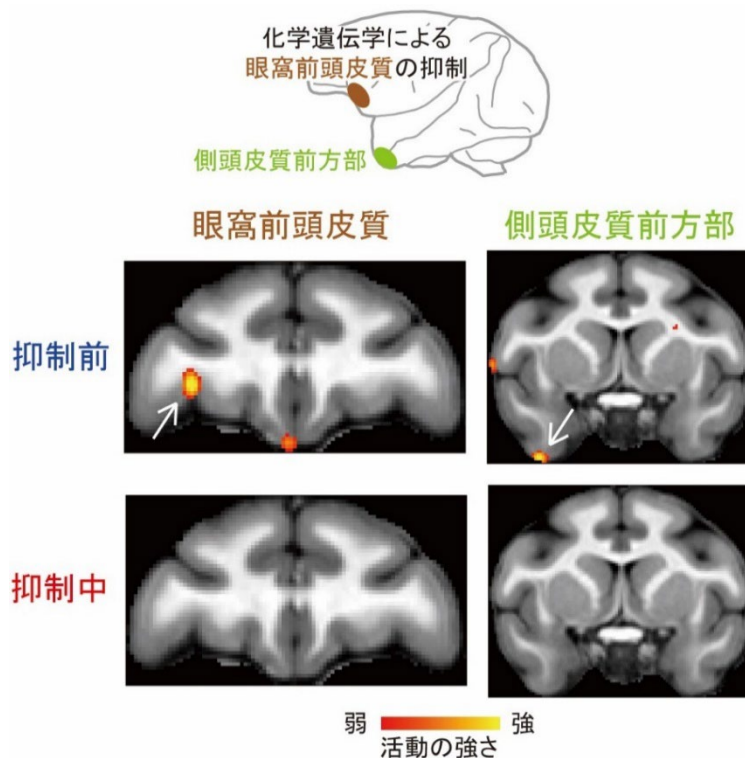 化学遺伝学による
眼窩前頭皮質の抑制
側頭皮質前方部
眼窩前頭皮質
側頭皮質前方部
抑制前
抑制中
弱
強
活動の強さ